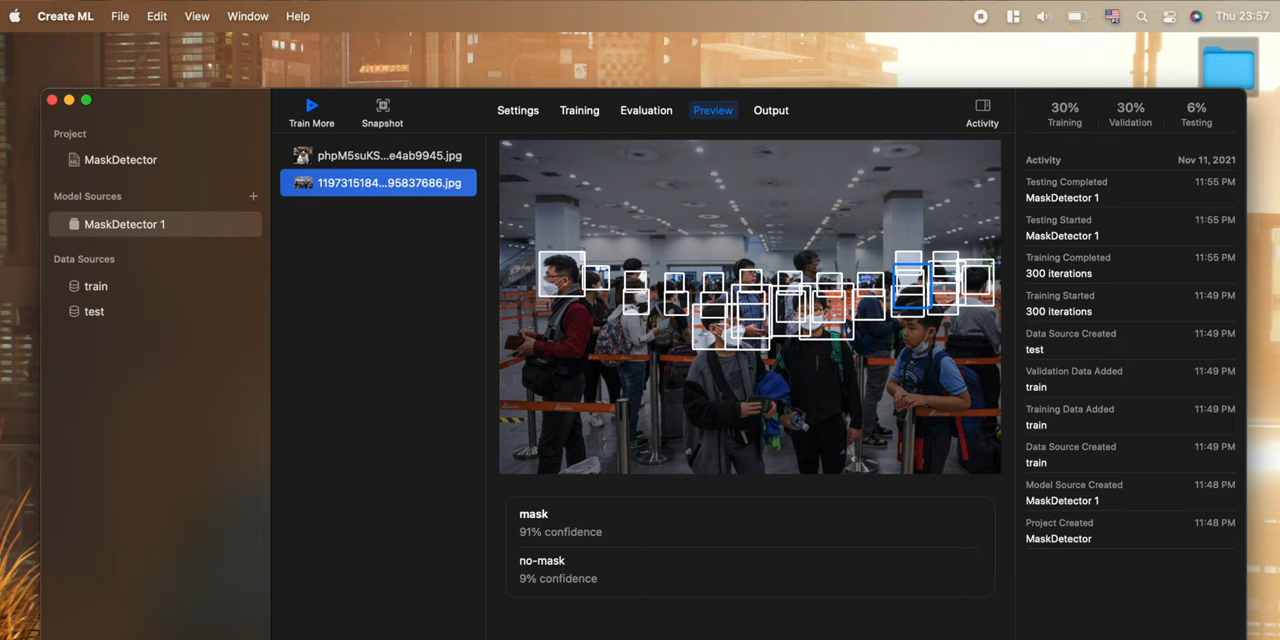 Create ML File Edit View Window Help Thu 23:57
Train More
Snapshot
Settings Training Evaluation Preview Output
Activity
30% 30% 6%
Training Validation Testing
Project
MaskDetector
Model Sources
MaskDetector 1
Data Sources
train
test
phpM5suKS...e4ab9945.jpg
1197315184...95837686.jpg
mask
91% confidence
no-mask
9% confidence
Activity Nov 11, 2021
Testing Completed 11:55 PM
MaskDetector 1
Testing Started 11:55 PM
MaskDetector 1
Training Completed 11:55 PM
300 iterations
Training Started 11:49 PM
300 iterations
Data Source Created 11:49 PM
test
Validation Data Added 11:49 PM
train
Training Data Added 11:49 PM
train
Data Source Created 11:49 PM
train
Model Source Created 11:48 PM
MaskDetector 1
Project Created 11:48 PM
MaskDetector